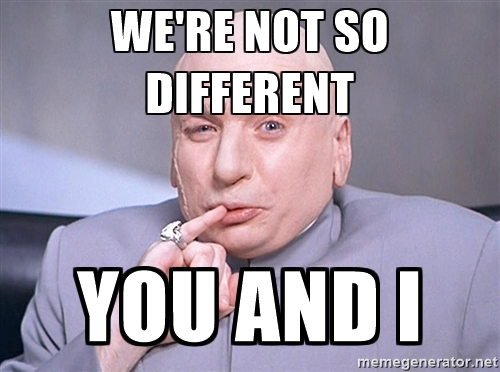 WE'RE NOT SO
DIFFERENT
YOU AND I
memegenerator.net